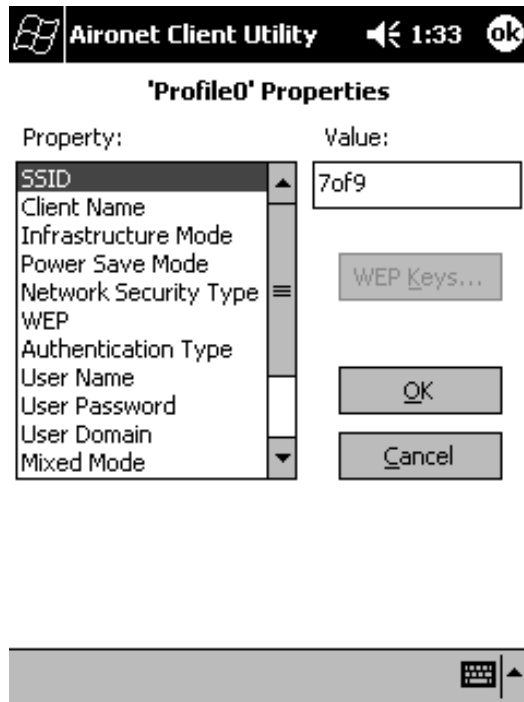 Aironet Client Utility 1:33 ok
'Profile0' Properties
Property: Value:
SSID
7of9
Client Name
Infrastructure Mode
Power Save Mode
WEP Keys...
Network Security Type
WEP
Authentication Type
User Name
OK
User Password
User Domain
Cancel
Mixed Mode